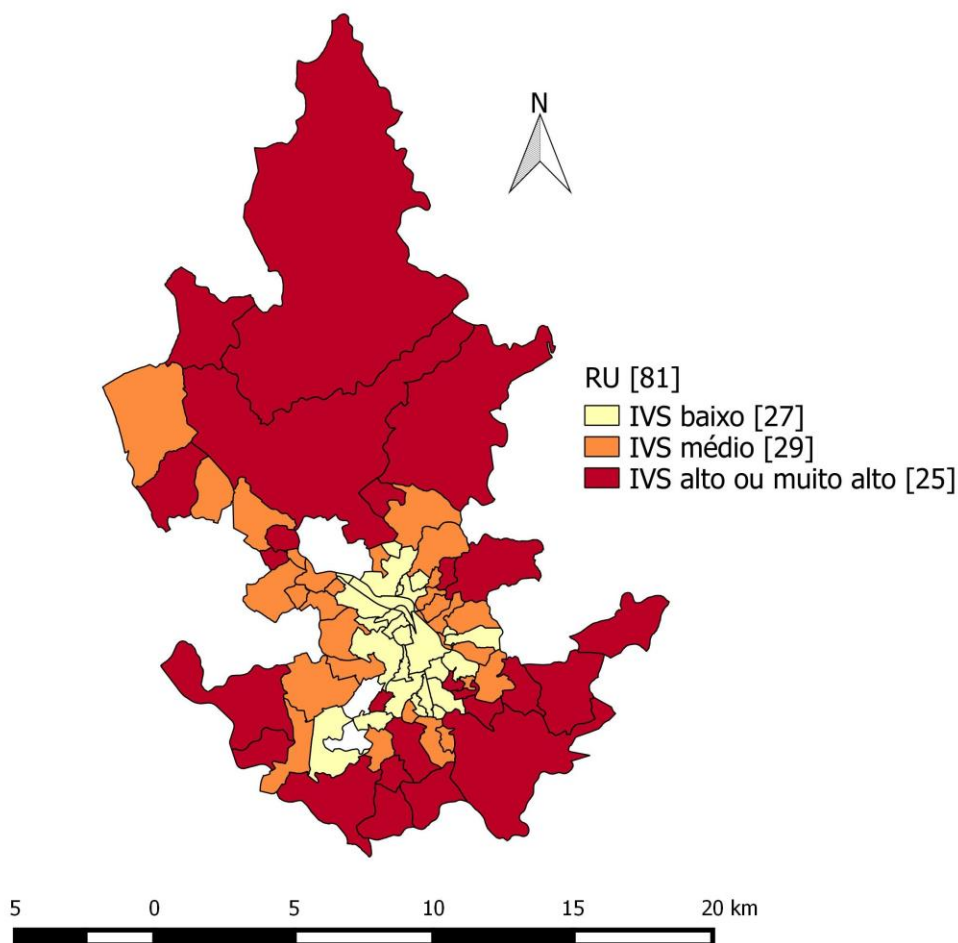 N
RU [81]
IVS baixo [27]
IVS médio [29]
IVS alto ou muito alto [25]
5 0 5 10 15 20 km